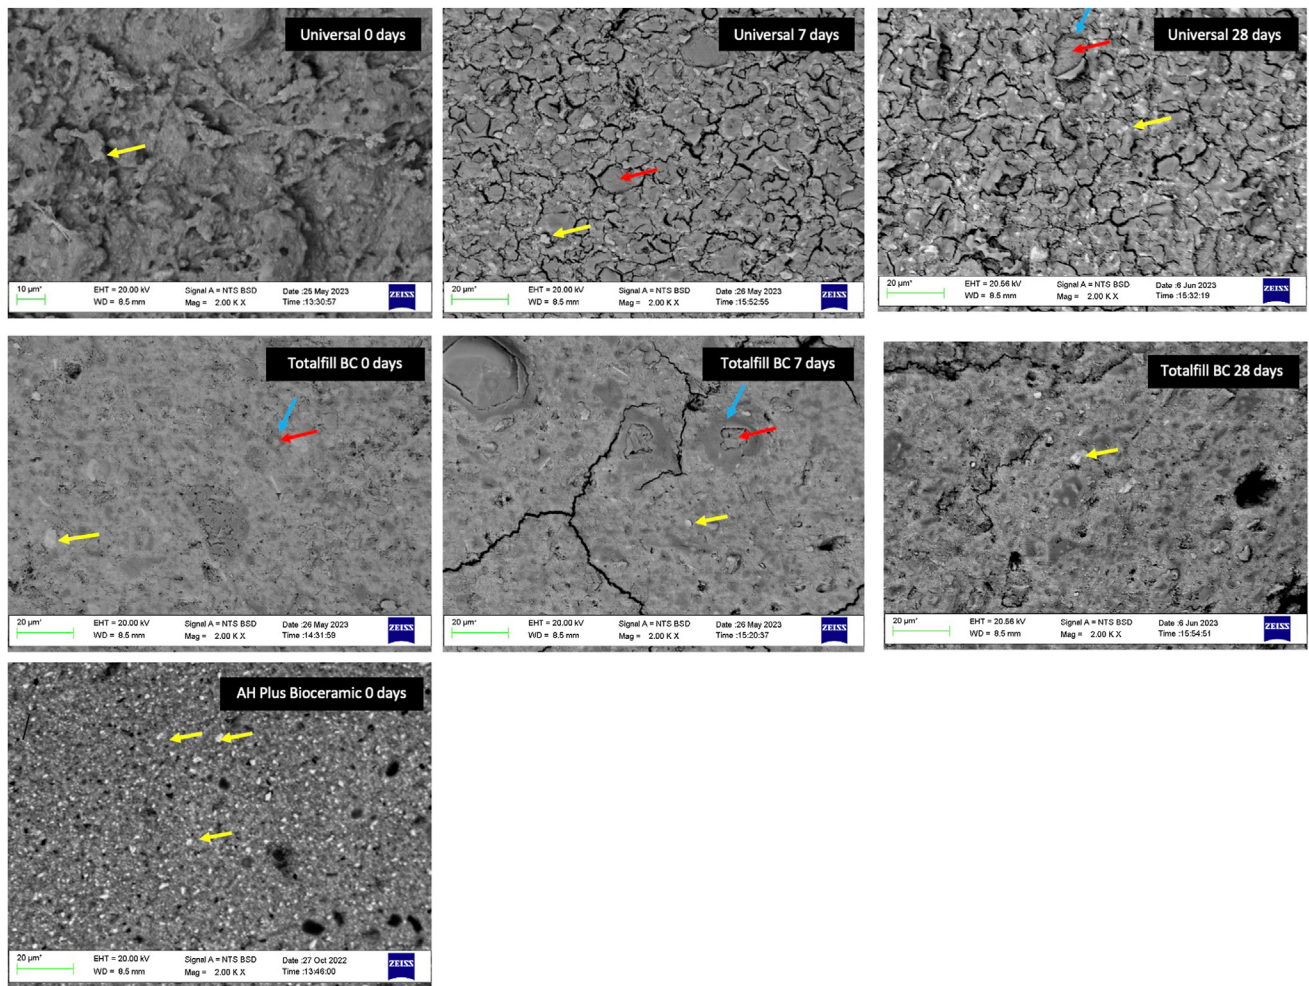 Universal 0 days
10 µm*
EHT = 20.00 kV
WD = 8.5 mm
Signal A = NTS BSD
Mag = 2.00 K X
Date :25 May 2023
Time :13:30:57
ZEISS
Universal 7 days
20 µm*
EHT = 20.00 kV
WD = 8.5 mm
Signal A = NTS BSD
Mag = 2.00 K X
Date :26 May 2023
Time :15:52:55
ZEISS
Universal 28 days
20 µm*
EHT = 20.56 kV
WD = 8.5 mm
Signal A = NTS BSD
Mag = 2.00 K X
Date :6 Jun 2023
Time :15:32:19
ZEISS
Totalfill BC 0 days
20 µm*
EHT = 20.00 kV
WD = 8.5 mm
Signal A = NTS BSD
Mag = 2.00 K X
Date :26 May 2023
Time :14:31:59
ZEISS
Totalfill BC 7 days
20 µm*
EHT = 20.00 kV
WD = 8.5 mm
Signal A = NTS BSD
Mag = 2.00 K X
Date :26 May 2023
Time :15:20:37
ZEISS
Totalfill BC 28 days
20 µm*
EHT = 20.56 kV
WD = 8.5 mm
Signal A = NTS BSD
Mag = 2.00 K X
Date :6 Jun 2023
Time :15:54:51
ZEISS
AH Plus Bioceramic 0 days
20 µm*
EHT = 20.00 kV
WD = 8.5 mm
Signal A = NTS BSD
Mag = 2.00 K X
Date :27 Oct 2022
Time :13:46:00
ZEISS